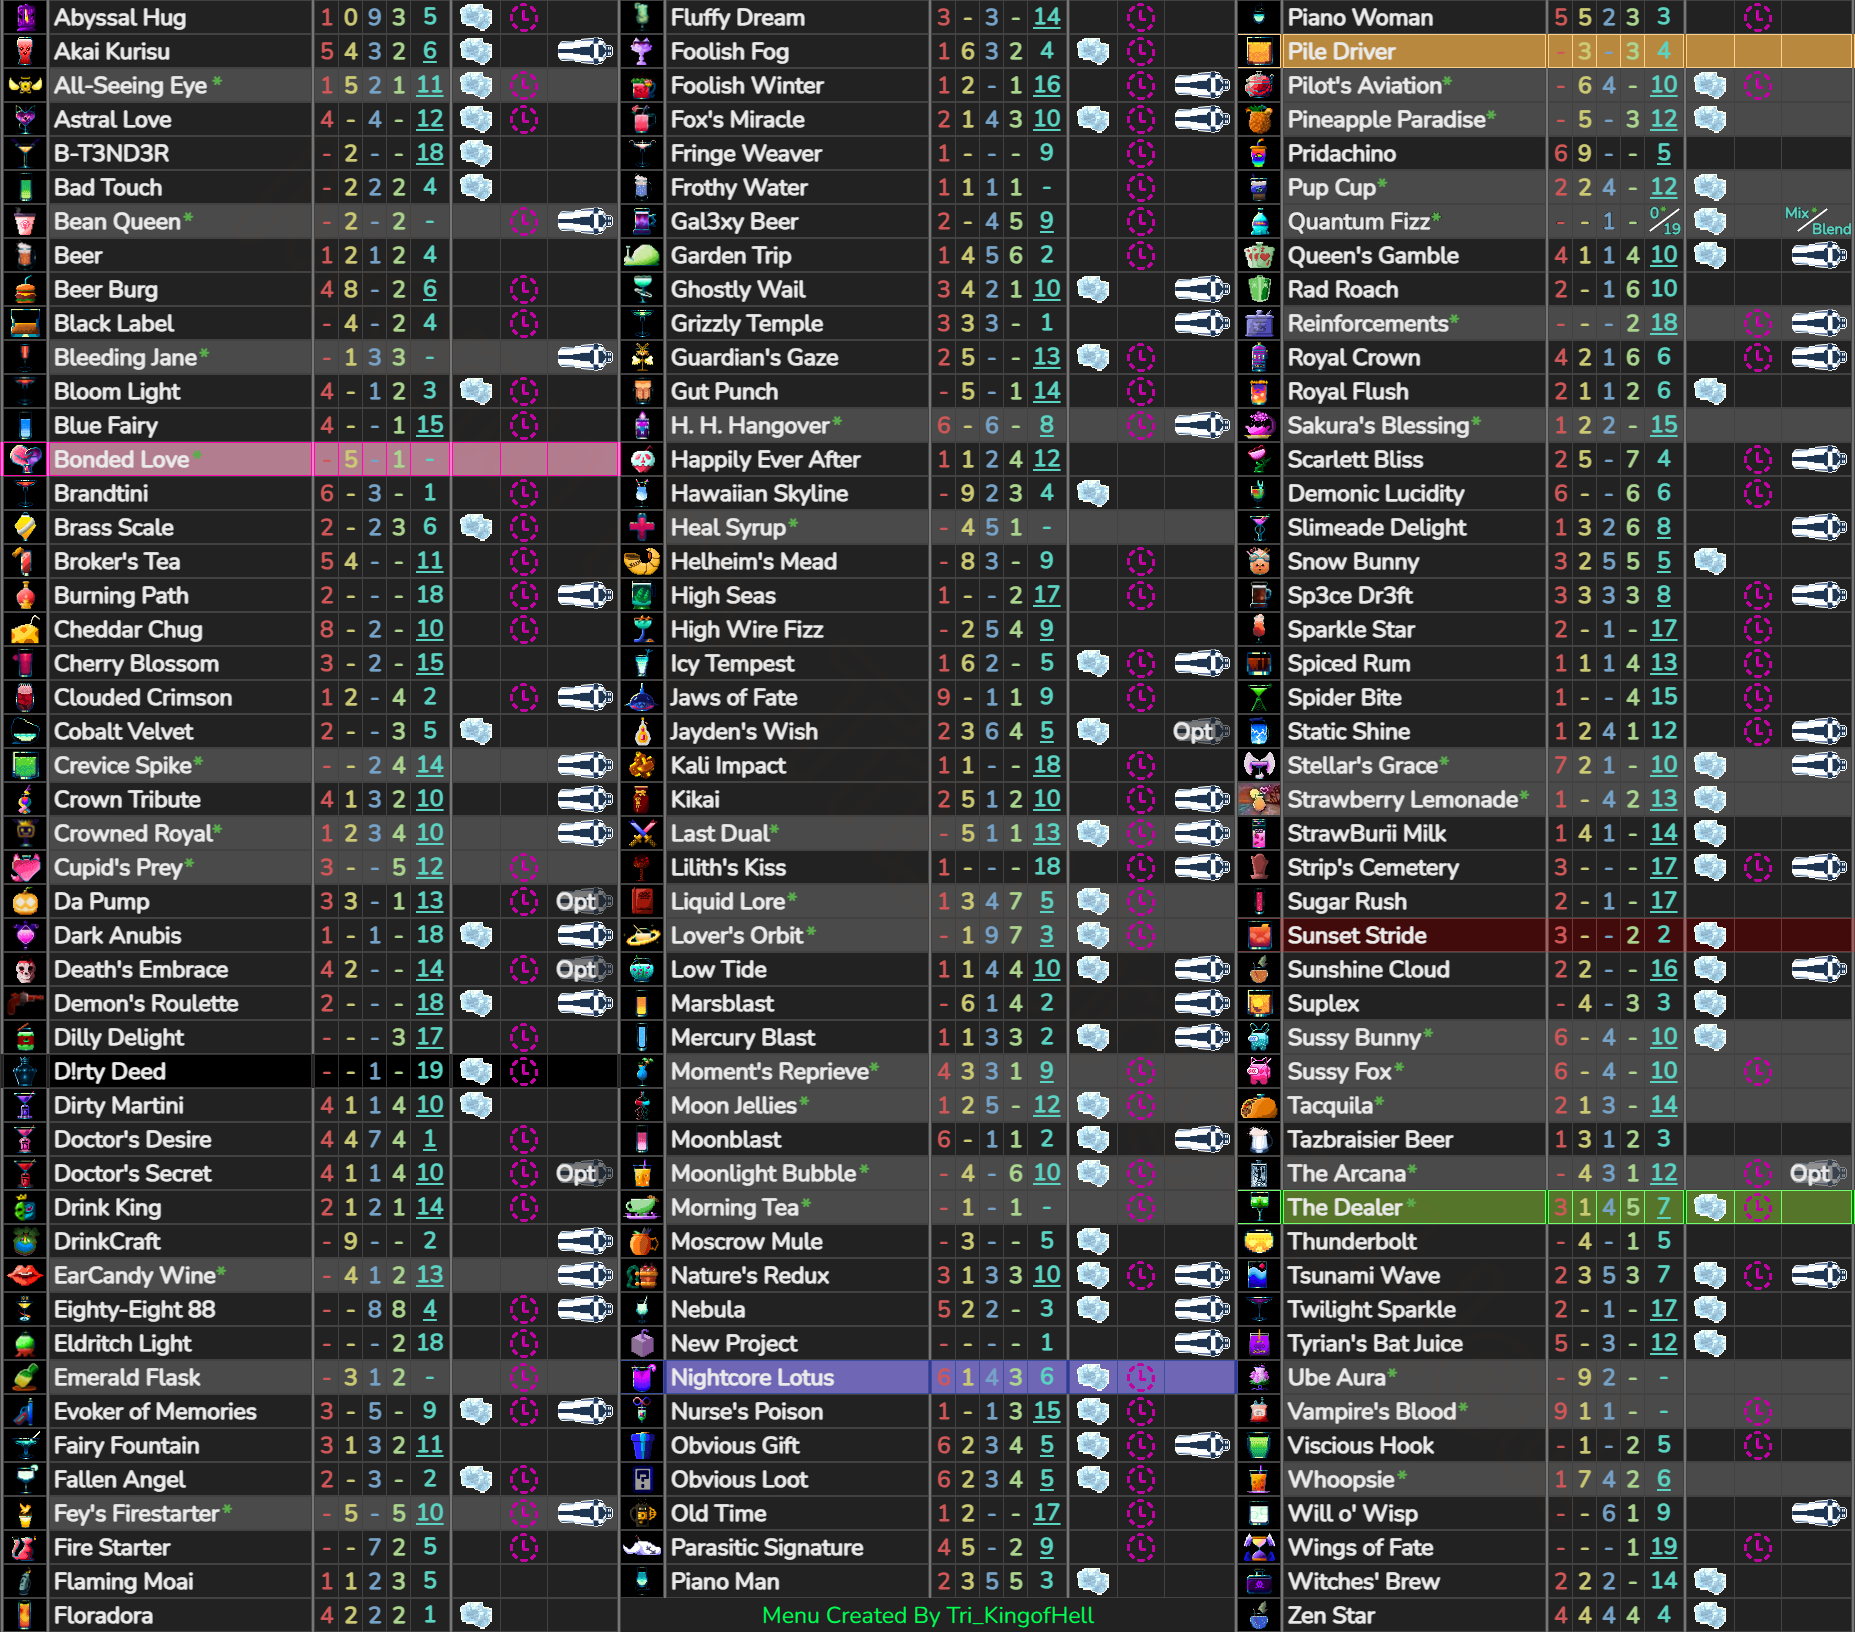 Abyssal Hug 1 0 9 3 5
Akai Kurisu 5 4 3 2 6
All-Seeing Eye * 1 5 2 1 11
Astral Love 4 - 4 - 12
B-T3ND3R - 2 - - 18
Bad Touch - 2 2 2 4
Bean Queen* - 2 - 2 -
Beer 1 2 1 2 4
Beer Burg 4 8 - 2 6
Black Label - 4 - 2 4
Bleeding Jane* - 1 3 3 -
Bloom Light 4 - 1 2 3
Blue Fairy 4 - - 1 15
Bonded Love* - 5 - 1 -
Brandtini 6 - 3 - 1
Brass Scale 2 - 2 3 6
Broker's Tea 5 4 - - 11
Burning Path 2 - - - 18
Cheddar Chug 8 - 2 - 10
Cherry Blossom 3 - 2 - 15
Clouded Crimson 1 2 - 4 2
Cobalt Velvet 2 - - 3 5
Crevice Spike* - - 2 4 14
Crown Tribute 4 1 3 2 10
Crowned Royal* 1 2 3 4 10
Cupid's Prey* 3 - - 5 12
Da Pump 3 3 - 1 13 Opt
Dark Anubis 1 - 1 - 18
Death's Embrace 4 2 - - 14 Opt
Demon's Roulette 2 - - - 18
Dilly Delight - - - 3 17
D!rty Deed - - 1 - 19
Dirty Martini 4 1 1 4 10
Doctor's Desire 4 4 7 4 1
Doctor's Secret 4 1 1 4 10 Opt
Drink King 2 1 2 1 14
DrinkCraft - 9 - - 2
EarCandy Wine* - 4 1 2 13
Eighty-Eight 88 - - 8 8 4
Eldritch Light - - - 2 18
Emerald Flask - 3 1 2 -
Evoker of Memories 3 - 5 - 9
Fairy Fountain 3 1 3 2 11
Fallen Angel 2 - 3 - 2
Fey's Firestarter* - 5 - 5 10
Fire Starter - - 7 2 5
Flaming Moai 1 1 2 3 5
Floradora 4 2 2 2 1
Fluffy Dream 3 - 3 - 14
Foolish Fog 1 6 3 2 4
Foolish Winter 1 2 - 1 16
Fox's Miracle 2 1 4 3 10
Fringe Weaver 1 - - - 9
Frothy Water 1 1 1 1 -
Gal3xy Beer 2 - 4 5 9
Garden Trip 1 4 5 6 2
Ghostly Wail 3 4 2 1 10
Grizzly Temple 3 3 3 - 1
Guardian's Gaze 2 5 - - 13
Gut Punch - 5 - 1 14
H. H. Hangover* 6 - 6 - 8
Happily Ever After 1 1 2 4 12
Hawaiian Skyline - 9 2 3 4
Heal Syrup* - 4 5 1 -
Helheim's Mead - 8 3 - 9
High Seas 1 - - 2 17
High Wire Fizz - 2 5 4 9
Icy Tempest 1 6 2 - 5
Jaws of Fate 9 - 1 1 9
Jayden's Wish 2 3 6 4 5 Opt
Kali Impact 1 1 - - 18
Kikai 2 5 1 2 10
Last Dual* - 5 1 1 13
Lilith's Kiss 1 - - - 18
Liquid Lore* 1 3 4 7 5
Lover's Orbit* - 1 9 7 3
Low Tide 1 1 4 4 10
Marsblast - 6 1 4 2
Mercury Blast 1 1 3 3 2
Moment's Reprieve* 4 3 3 1 9
Moon Jellies* 1 2 5 - 12
Moonblast 6 - 1 1 2
Moonlight Bubble* - 4 - 6 10
Morning Tea* - 1 - 1 -
Moscrow Mule - 3 - - 5
Nature's Redux 3 1 3 3 10
Nebula 5 2 2 - 3
New Project - - - - 1
Nightcore Lotus 6 1 4 3 6
Nurse's Poison 1 - 1 3 15
Obvious Gift 6 2 3 4 5
Obvious Loot 6 2 3 4 5
Old Time 1 2 - - 17
Parasitic Signature 4 5 - 2 9
Piano Man 2 3 5 5 3
Menu Created By Tri_KingofHell
Piano Woman 5 5 2 3 3
Pile Driver - 3 - 3 4
Pilot's Aviation* - 6 4 - 10
Pineapple Paradise* - 5 - 3 12
Pridachino 6 9 - - 5
Pup Cup* 2 2 4 - 12
Quantum Fizz* - - 1 - 0*/19 Mix*/Blend
Queen's Gamble 4 1 1 4 10
Rad Roach 2 - 1 6 10
Reinforcements* - - - 2 18
Royal Crown 4 2 1 6 6
Royal Flush 2 1 1 2 6
Sakura's Blessing* 1 2 2 - 15
Scarlett Bliss 2 5 - 7 4
Demonic Lucidity 6 - - 6 6
Slimeade Delight 1 3 2 6 8
Snow Bunny 3 2 5 5 5
Sp3ce Dr3ft 3 3 3 3 8
Sparkle Star 2 - 1 - 17
Spiced Rum 1 1 1 4 13
Spider Bite 1 - - 4 15
Static Shine 1 2 4 1 12
Stellar's Grace* 7 2 1 - 10
Strawberry Lemonade* 1 - 4 2 13
StrawBurii Milk 1 4 1 - 14
Strip's Cemetery 3 - - - 17
Sugar Rush 2 - 1 - 17
Sunset Stride 3 - - 2 2
Sunshine Cloud 2 2 - - 16
Suplex - 4 - 3 3
Sussy Bunny* 6 - 4 - 10
Sussy Fox* 6 - 4 - 10
Tacquila* 2 1 3 - 14
Tazbraisier Beer 1 3 1 2 3
The Arcana* - 4 3 1 12 Opt
The Dealer* 3 1 4 5 7
Thunderbolt - 4 - 1 5
Tsunami Wave 2 3 5 3 7
Twilight Sparkle 2 - 1 - 17
Tyrian's Bat Juice 5 - 3 - 12
Ube Aura* - 9 2 - -
Vampire's Blood* 9 1 1 - -
Viscious Hook - 1 - 2 5
Whoopsie* 1 7 4 2 6
Will o' Wisp - - 6 1 9
Wings of Fate - - - 1 19
Witches' Brew 2 2 2 - 14
Zen Star 4 4 4 4 4